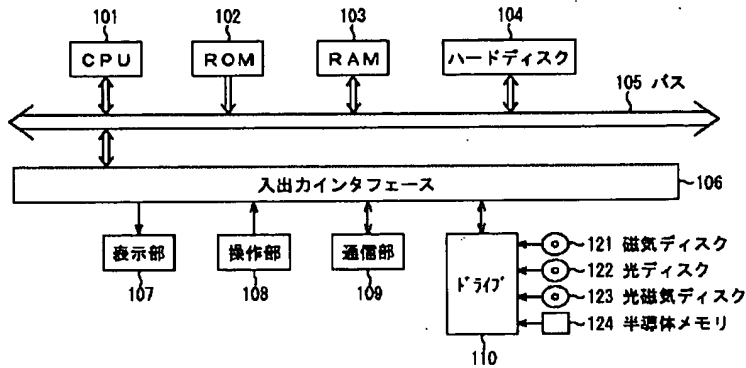 101
102
103
104
CPU
ROM
RAM
ハードディスク
105 バス
入出力インタフェース
106
表示部
操作部
通信部
ドライブ
107
108
109
110
121 磁気ディスク
122 光ディスク
123 光磁気ディスク
124 半導体メモリ